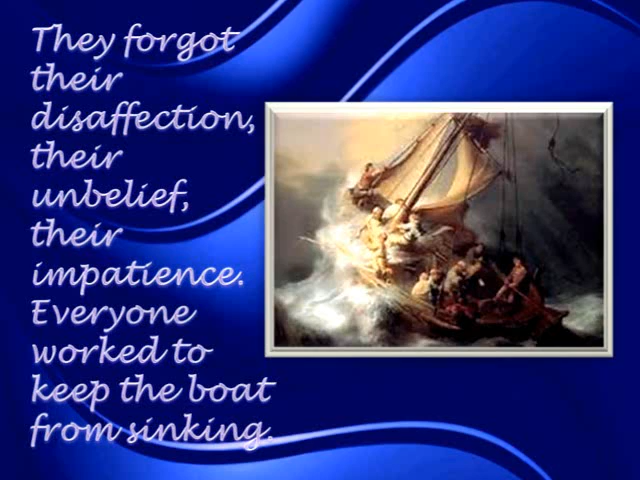 They forgot
their
disaffection,
their
unbelief,
their
impatience.
Everyone
worked to
keep the boat
from sinking.